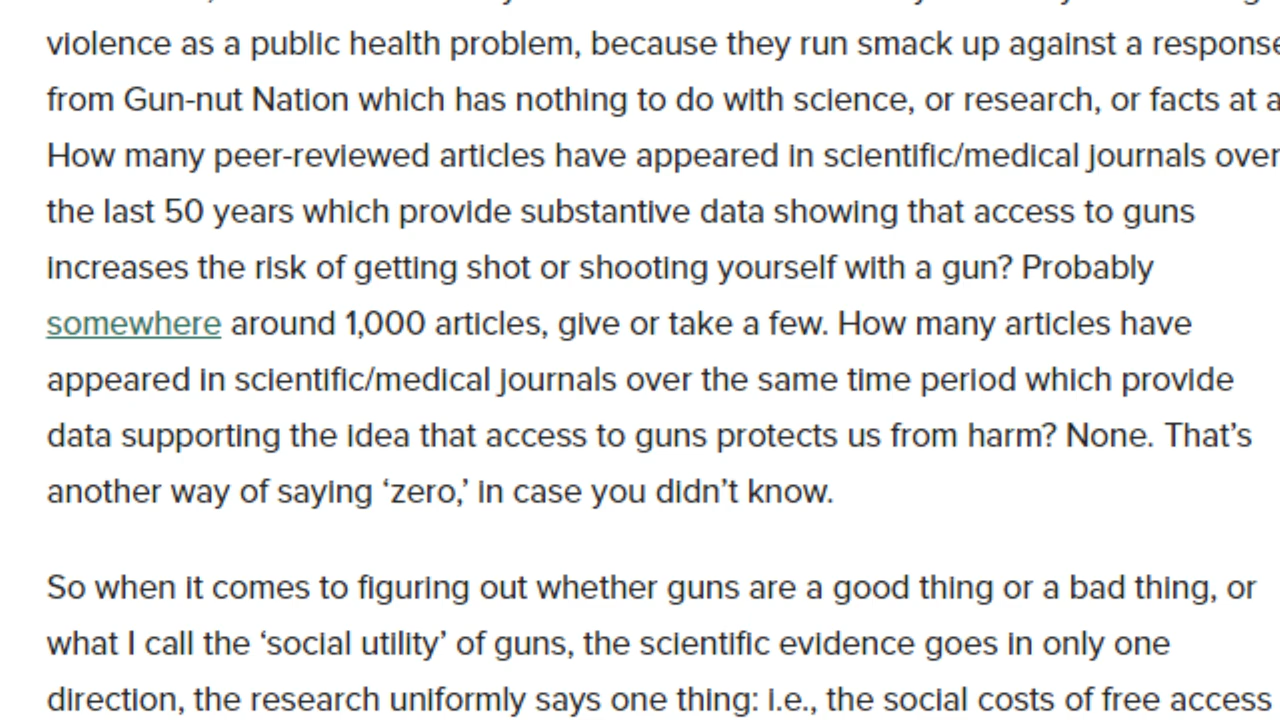 violence as a public health problem, because they run smack up against a response
from Gun-nut Nation which has nothing to do with science, or research, or facts at
How many peer-reviewed articles have appeared in scientific/medical journals over
the last 50 years which provide substantive data showing that access to guns
increases the risk of getting shot or shooting yourself with a gun? Probably
somewhere around 1,000 articles, give or take a few. How many articles have
appeared in scientific/medical journals over the same time period which provide
data supporting the idea that access to guns protects us from harm? None. That’s
another way of saying ‘zero,’ in case you didn’t know.
So when it comes to figuring out whether guns are a good thing or a bad thing, or
what I call the ‘social utility’ of guns, the scientific evidence goes in only one
direction, the research uniformly says one thing: i.e., the social costs of free access